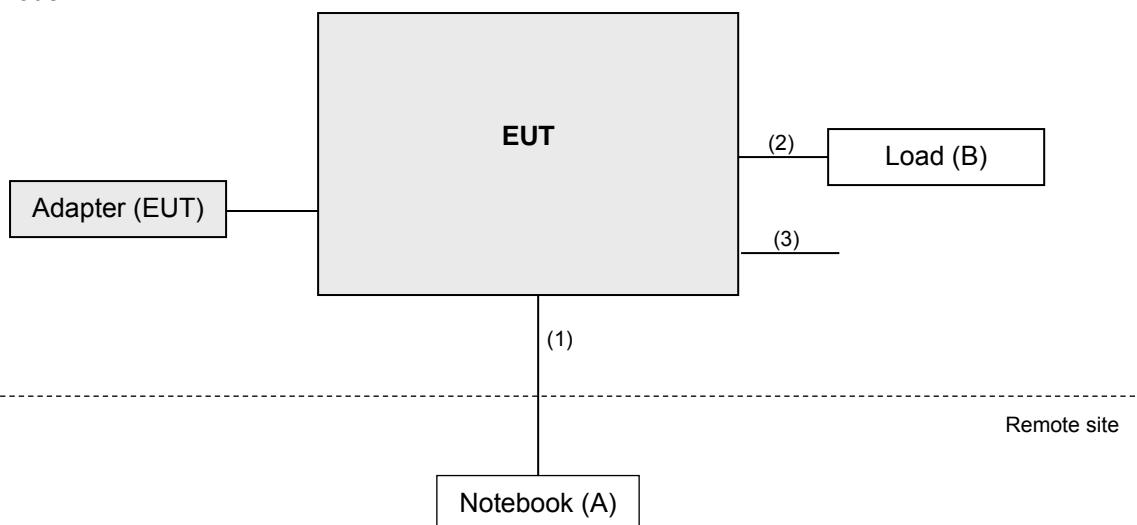 EUT
(2)
Load (B)
Adapter (EUT)
(3)
(1)
Remote site
Notebook (A)